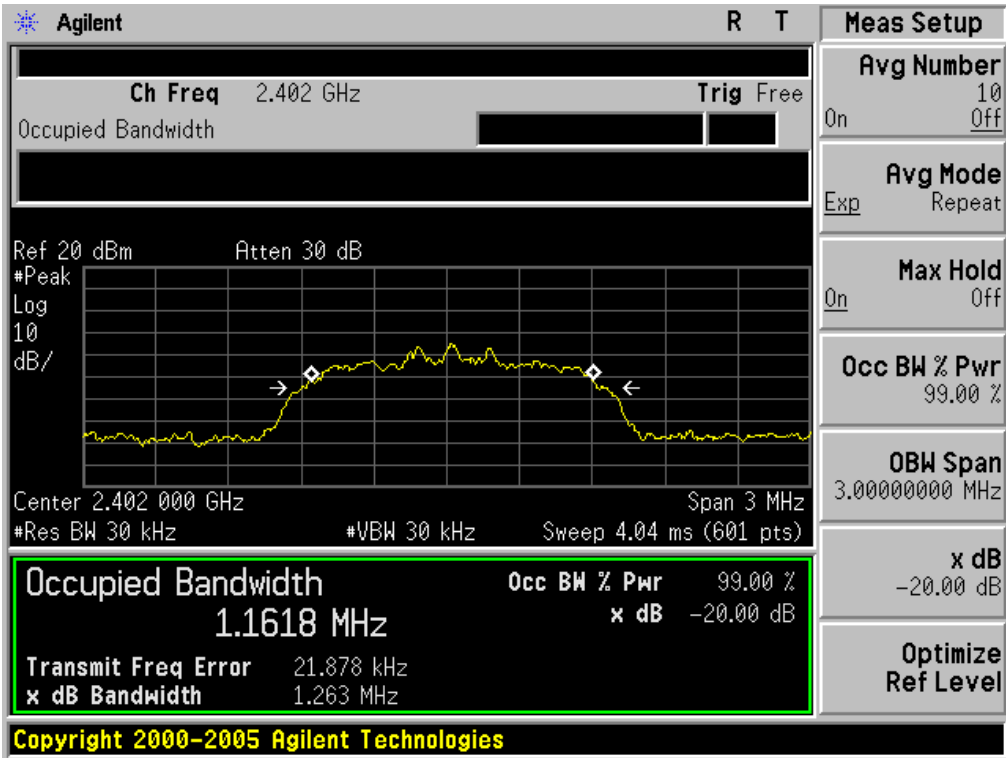 Agilent R T
Ch Freq 2.402 GHz Trig Free
Occupied Bandwidth
Ref 20 dBm Atten 30 dB
#Peak
Log
10
dB/
Center 2.402 000 GHz Span 3 MHz
#Res BW 30 kHz #VBW 30 kHz Sweep 4.04 ms (601 pts)
Occupied Bandwidth Occ BW % Pwr 99.00 %
1.1618 MHz x dB -20.00 dB
Transmit Freq Error 21.878 kHz
x dB Bandwidth 1.263 MHz
Copyright 2000-2005 Agilent Technologies
Meas Setup
Avg Number
10
On Off
Avg Mode
Exp Repeat
Max Hold
On Off
Occ BW % Pwr
99.00 %
OBW Span
3.00000000 MHz
x dB
-20.00 dB
Optimize
Ref Level